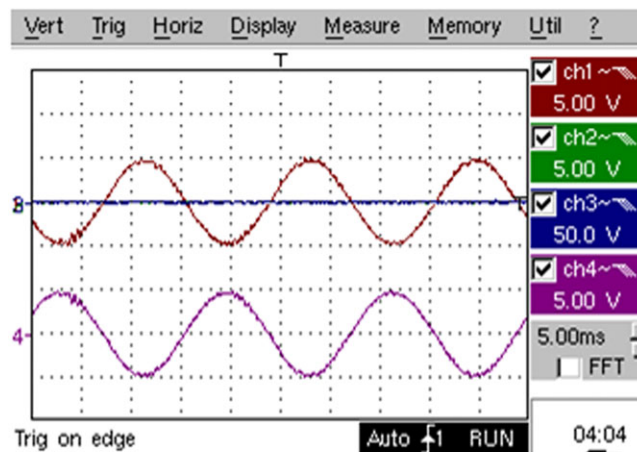 Vert Trig Horiz Display Measure Memory Util ?
T
ch1
5.00 V
ch2
5.00 V
ch3
50.0 V
ch4
5.00 V
4
5.00ms
FFT
Trig on edge
Auto 1 RUN
04:04